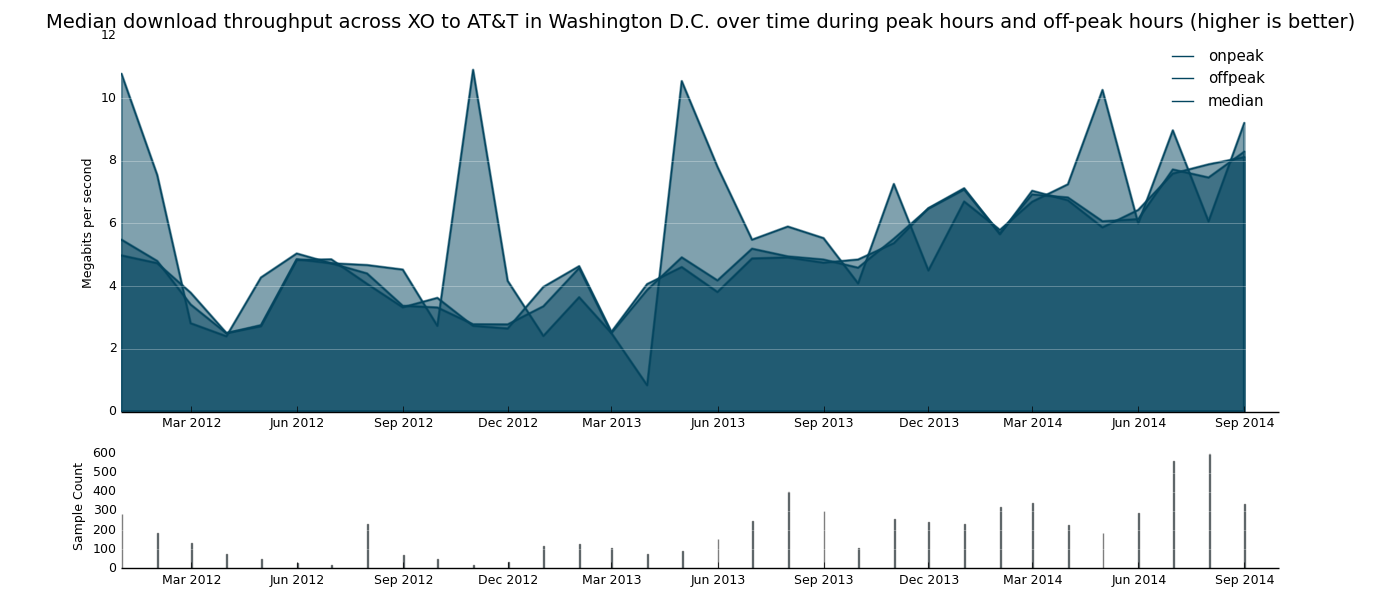 Median download throughput across XO to AT&T in Washington D.C. over time during peak hours and off-peak hours (higher is better)
12
10
8
6
4
2
0
Megabits per second
onpeak
offpeak
median
Mar 2012 Jun 2012 Sep 2012 Dec 2012 Mar 2013 Jun 2013 Sep 2013 Dec 2013 Mar 2014 Jun 2014 Sep 2014
600
500
400
300
200
100
0
Sample Count
Mar 2012 Jun 2012 Sep 2012 Dec 2012 Mar 2013 Jun 2013 Sep 2013 Dec 2013 Mar 2014 Jun 2014 Sep 2014